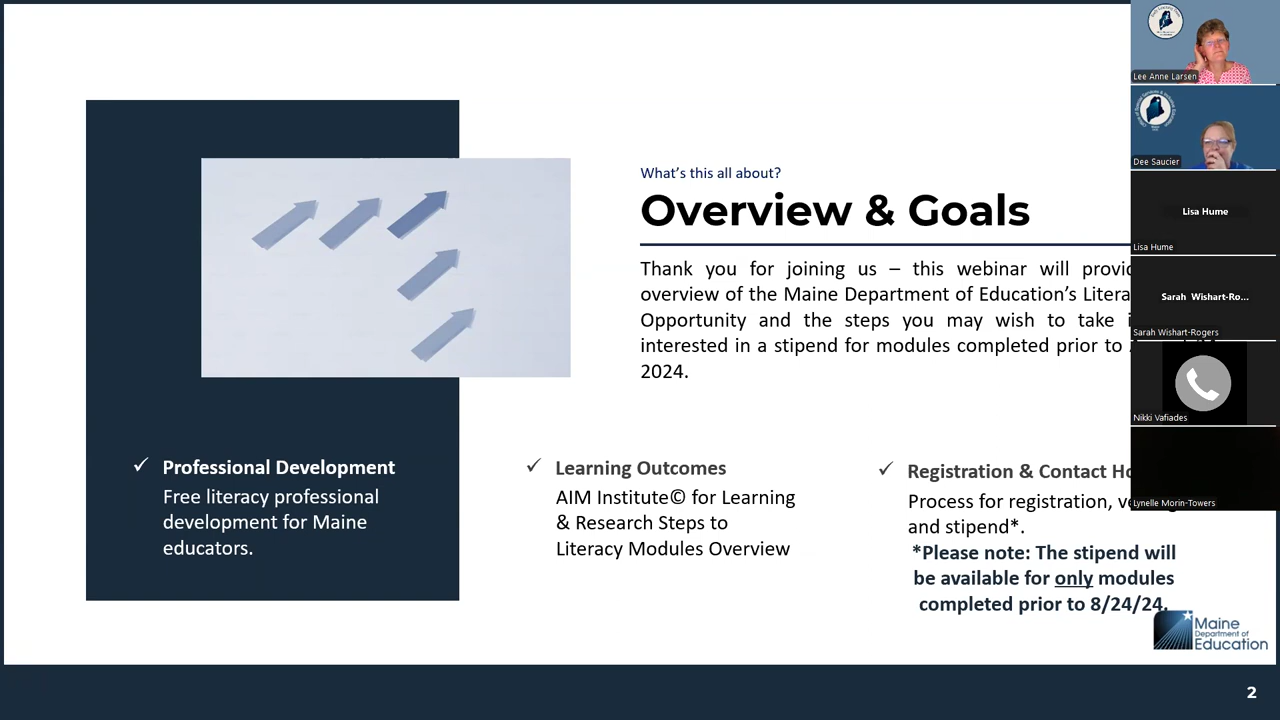 What's this all about?
Overview & Goals
Thank you for joining us – this webinar will
overview of the Maine Department of Education's
Opportunity and the steps you may wish to take
interested in a stipend for modules completed prior to
2024.
✓ Professional Development
Free literacy professional
development for Maine
educators.
✓ Learning Outcomes
AIM Institute© for Learning
& Research Steps to
Literacy Modules Overview
✓ Registration & Contact
Process for registration,
and stipend*.
*Please note: The stipend will
be available for only modules
completed prior to 8/24/24.
Maine
Department of
Education
2
Lee Anne Larsen
Dee Saucier
Lisa Hume
Lisa Hume
Sarah Wishart-Ro...
Sarah Wishart-Rogers
Nikki Vafiades
Lynelle Morin-Towers